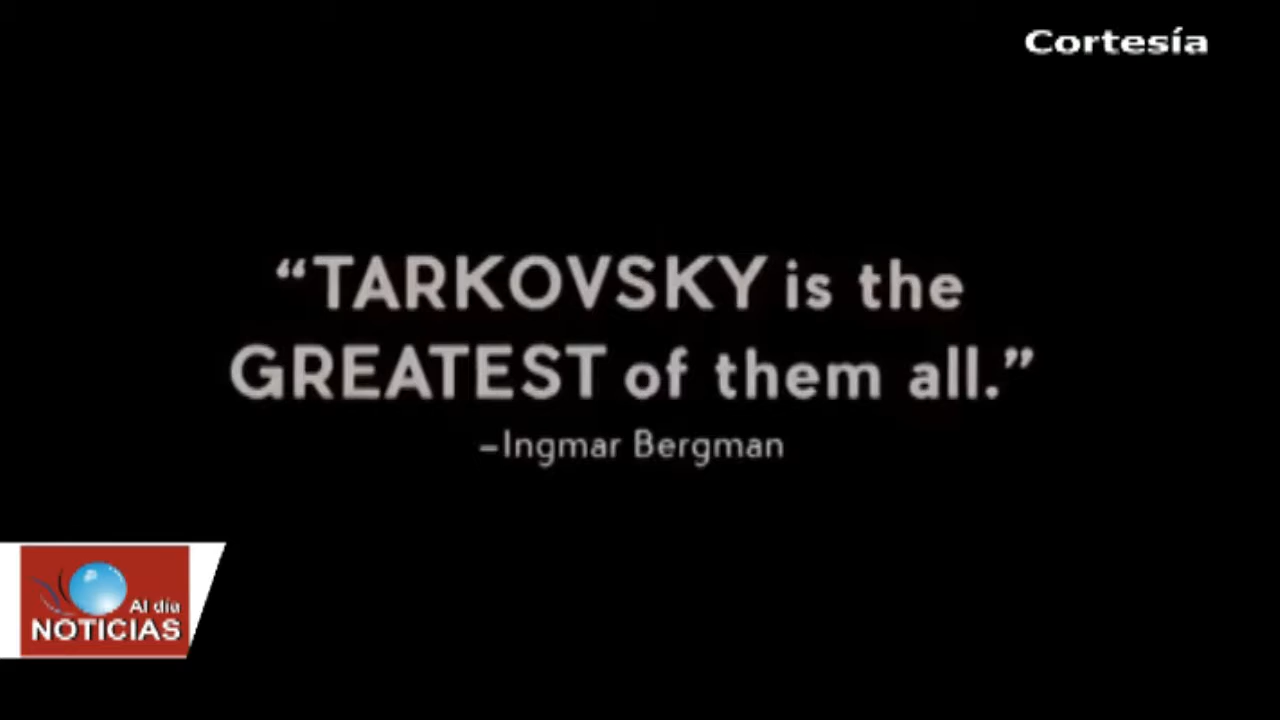 Cortesía
“TARKOVSKY is the
GREATEST of them all.”
–Ingmar Bergman
Al día
NOTICIAS